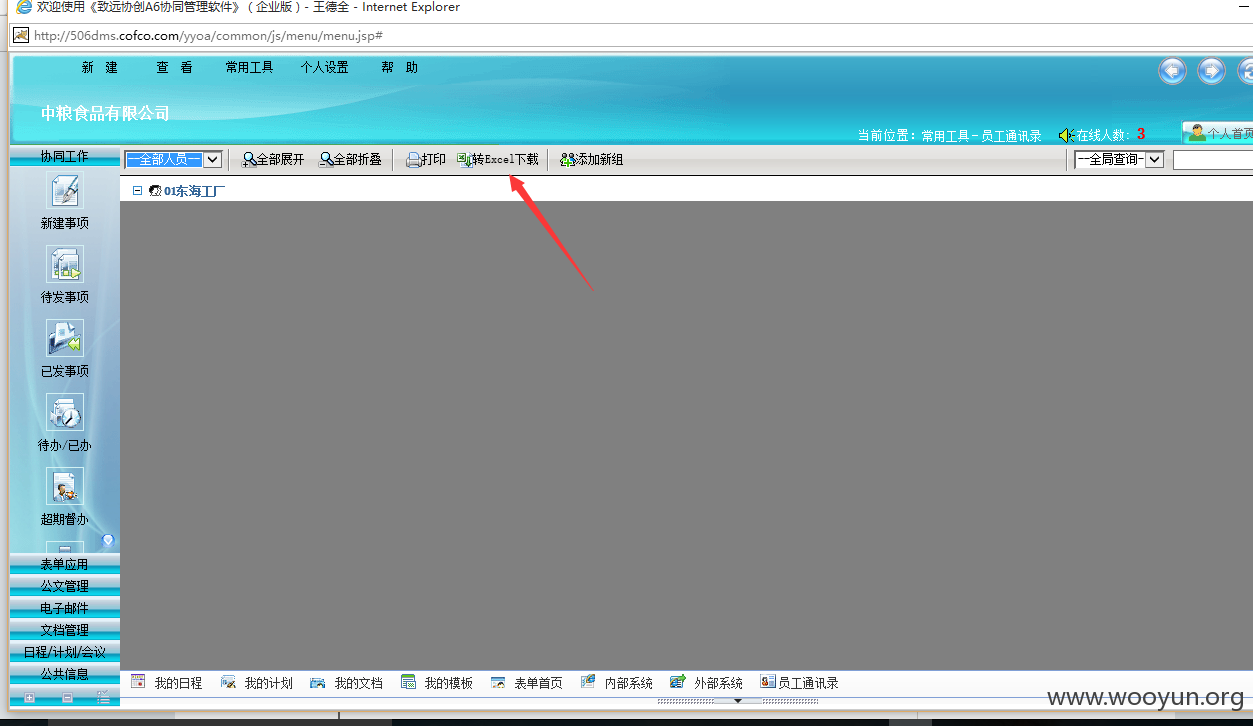 欢迎使用《致远协创A6协同管理软件》（企业版）- 王德全 - Internet Explorer
http://506dms.cofco.com/yyoa/common/js/menu/menu.jsp#
新 建 查 看 常用工具 个人设置 帮 助
中粮食品有限公司
当前位置：常用工具－员工通讯录 在线人数：3 个人首页
协同工作 --全部人员-- 全部展开 全部折叠 打印 转Excel下载 添加新组 --全局查询-
01东海工厂
新建事项
待发事项
已发事项
待办/已办
超期督办
表单应用
公文管理
电子邮件
文档管理
日程/计划/会议
公共信息
我的日程 我的计划 我的文档 我的模板 表单首页 内部系统 外部系统 员工通讯录
www.wooyun.org